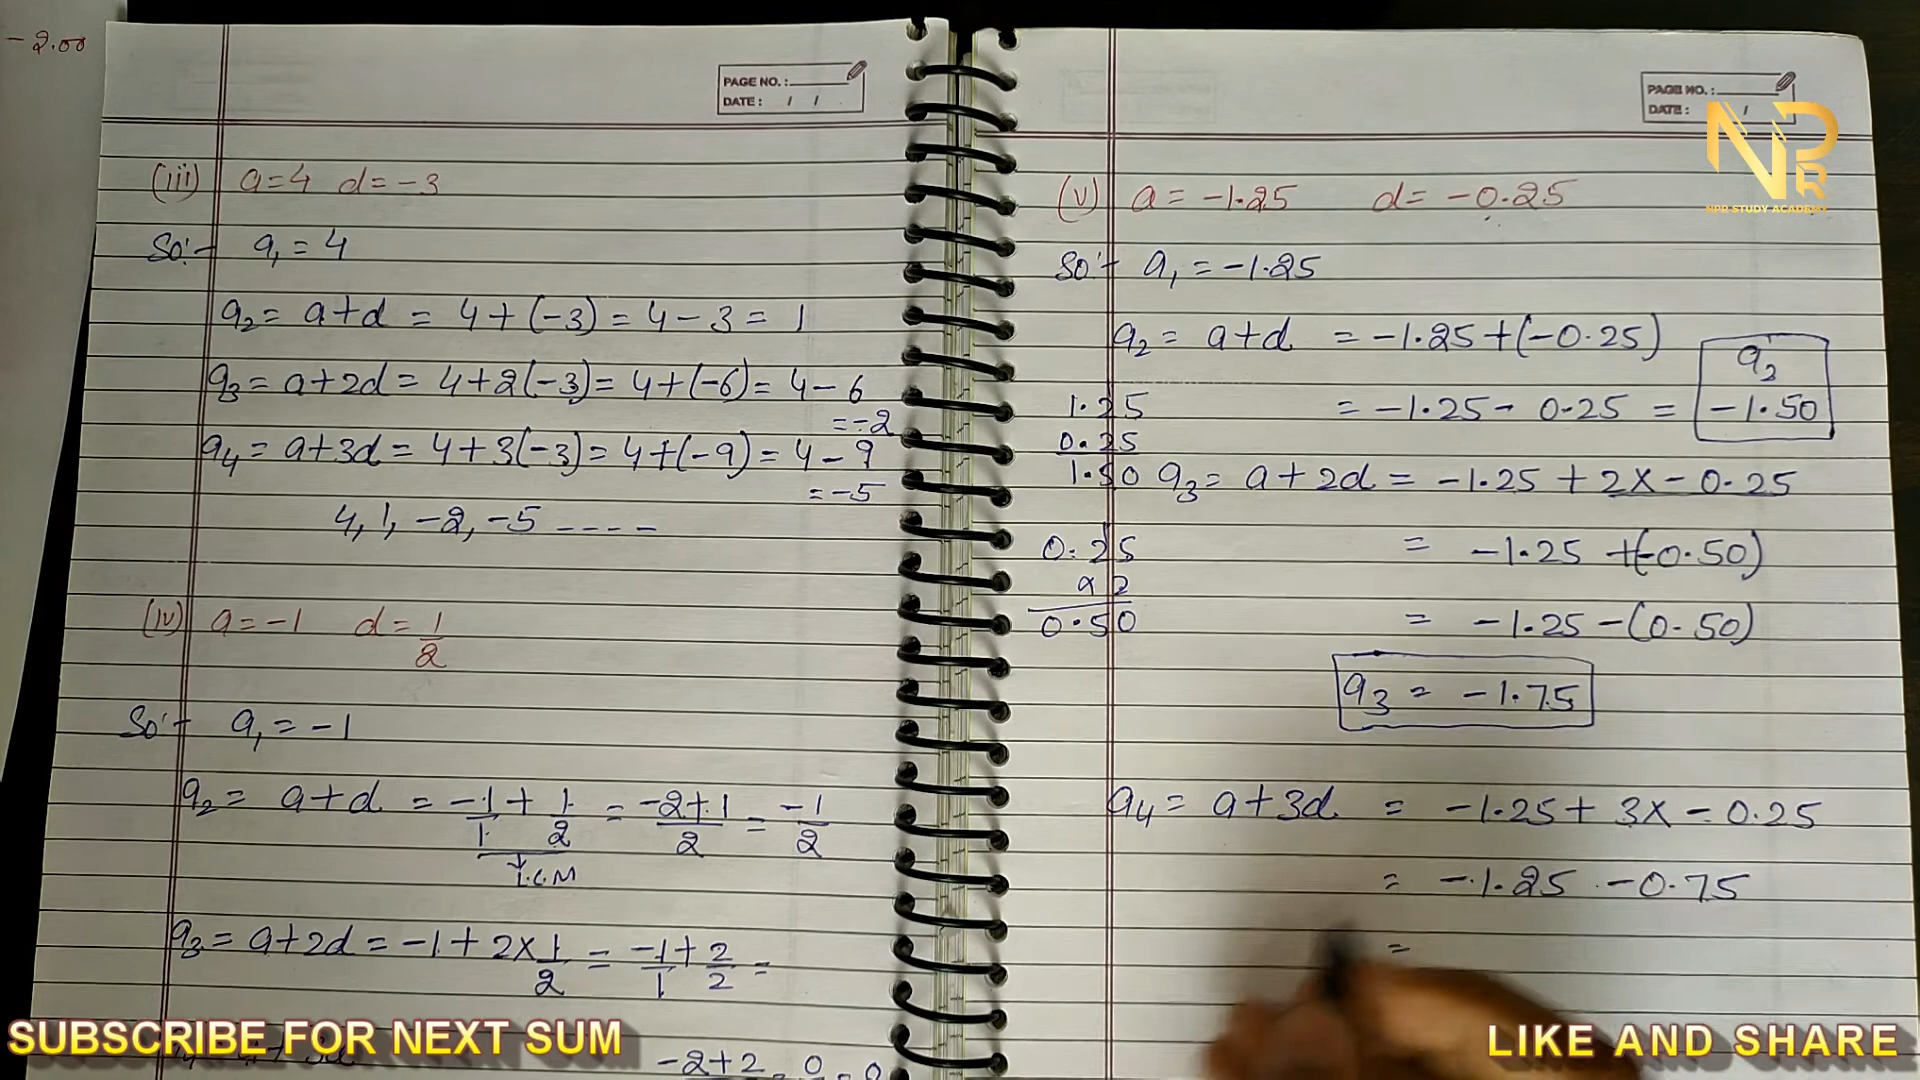 - 2.00
PAGE NO. :
DATE : / /
(iii) a=4 d=-3
So:- a₁ = 4
a₂ = a+d = 4+(-3) = 4-3 = 1
a₃ = a+2d = 4+2(-3) = 4+(-6) = 4-6
= -2
a₄ = a+3d = 4+3(-3) = 4+(-9) = 4-9
= -5
4, 1, -2, -5 ----
(iv) a=-1 d=1/2
So:- a₁ = -1
a₂ = a+d = -1/1 + 1/2 = -2+1/2 = -1/2
L.C.M
a₃ = a+2d = -1 + 2×1/2 = -1/1 + 2/2 =
-2+2 = 0 = 0
SUBSCRIBE FOR NEXT SUM
PAGE NO. :
DATE : /
NPR
NPR STUDY ACADEMY
(v) a = -1.25 d = -0.25
So:- a₁ = -1.25
a₂ = a+d = -1.25+(-0.25)
= -1.25 - 0.25 =
a₂
-1.50
1.25
0.25
1.50
a₃ = a+2d = -1.25 + 2×-0.25
0.25
×2
0.50
= -1.25 +(-0.50)
= -1.25 -(0.50)
a₃ = -1.75
a₄ = a+3d = -1.25 + 3×-0.25
= -1.25 -0.75
=
LIKE AND SHARE